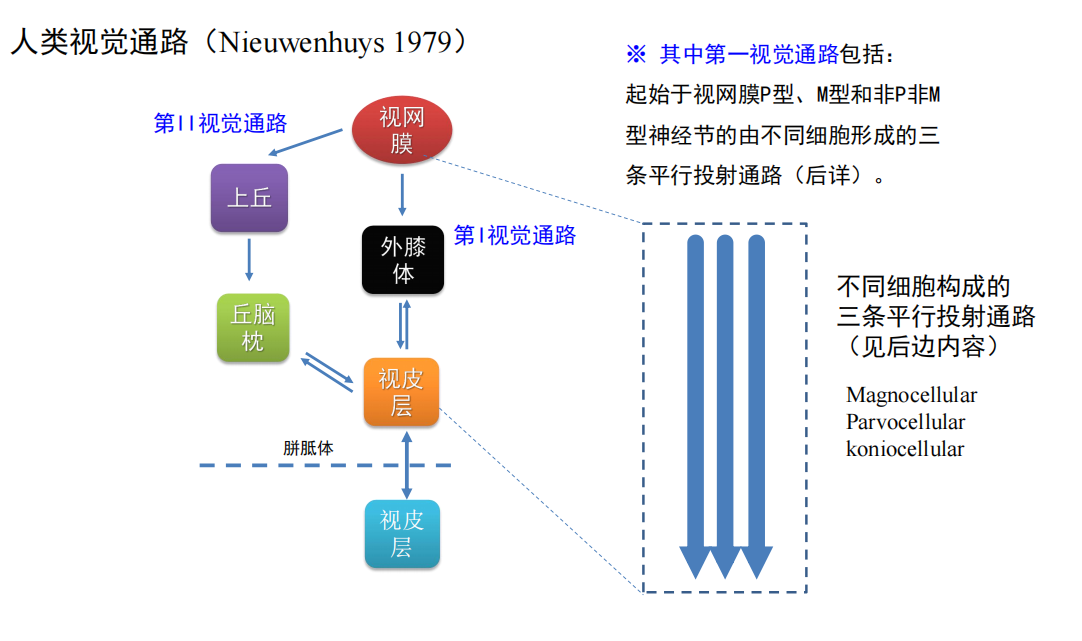 人类视觉通路（Nieuwenhuys 1979）
※ 其中第一视觉通路包括：
起始于视网膜P型、M型和非P非M
型神经节的由不同细胞形成的三
条平行投射通路（后详）。
第II视觉通路
视网
膜
上丘
外膝
体
第I视觉通路
丘脑
枕
视皮
层
胼胝体
视皮
层
不同细胞构成的
三条平行投射通路
（见后边内容）
Magnocellular
Parvocellular
koniocellular